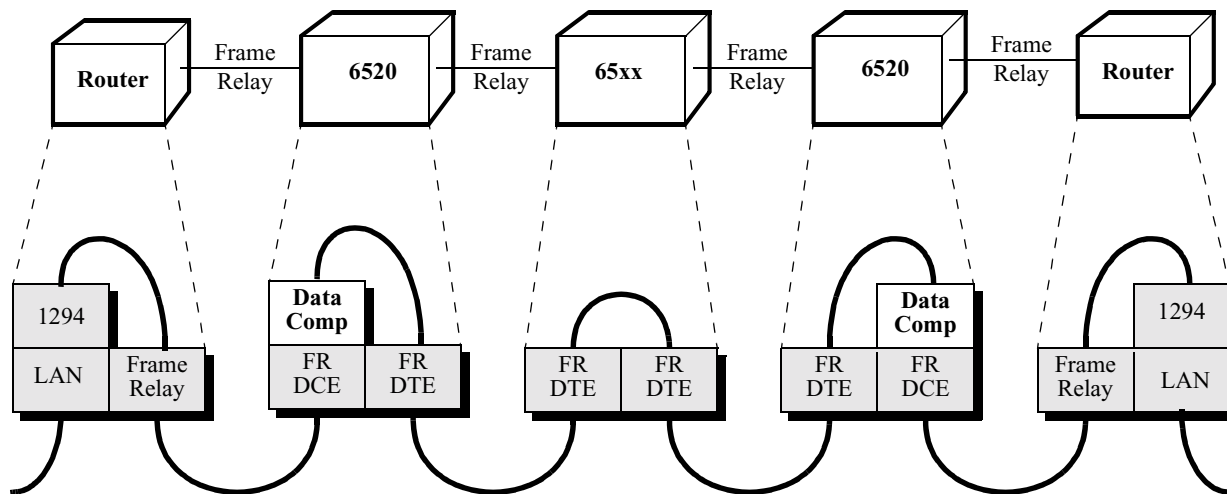 Router
Frame
Relay
6520
Frame
Relay
65xx
Frame
Relay
6520
Frame
Relay
Router
1294
LAN
Frame
Relay
Data
Comp
FR
DCE
FR
DTE
FR
DTE
FR
DTE
FR
DTE
Data
Comp
FR
DCE
Frame
Relay
1294
LAN